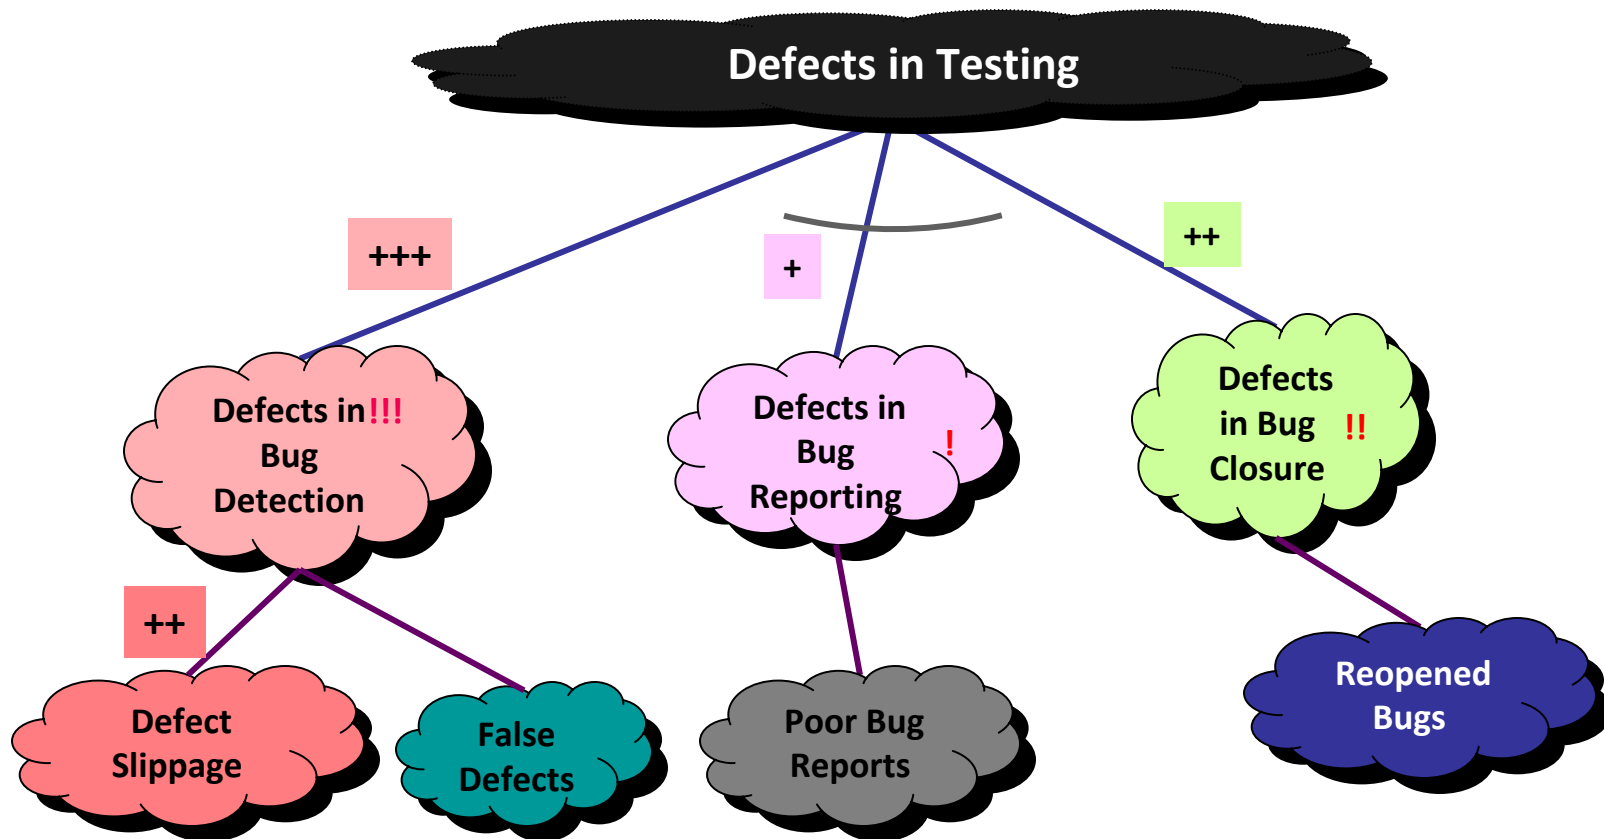 Defects in Testing
+++
+
++
Defects in!!!
Bug
Detection
Defects in
Bug !
Reporting
Defects
in Bug !!
Closure
++
Defect
Slippage
False
Defects
Poor Bug
Reports
Reopened
Bugs